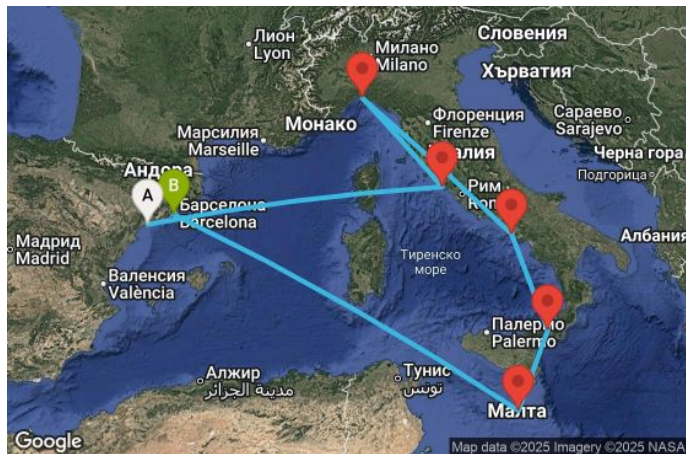 Лион
Lyon
Милано
Milano
Словения
Хърватия
Монако
Флоренция
Firenze
Сараево
Sarajevo
Марсилия
Marseille
Андора
Черна гора
Подгорица
A
B
Рим
Барселона
Barcelona
Албания
Мадрид
Madrid
Тиренско
море
Валенсия
València
Палермо
Palermo
Алжир
مدينة الجزائر
Тунис
تونس
Малта
Google
Map data ©2025 Imagery ©2025 NASA